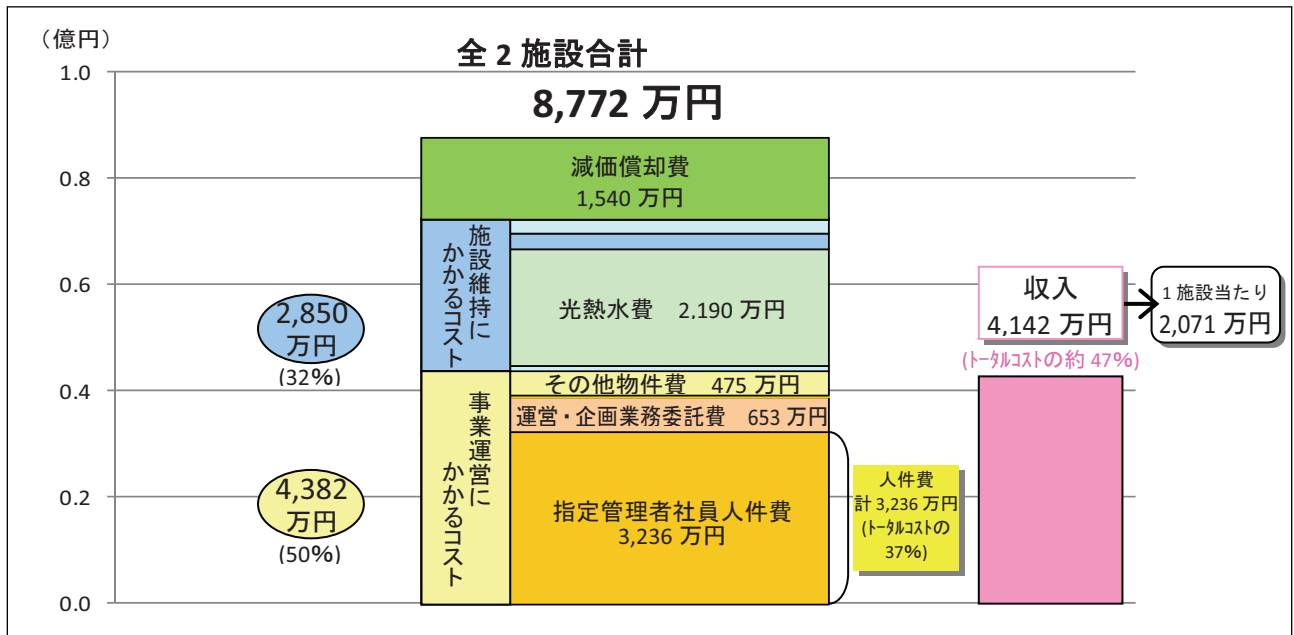 （億円）
全 2 施設合計
8,772 万円
1.0
0.8
0.6
0.4
0.2
0.0
減価償却費
1,540 万円
施設維持に
かかるコスト
光熱水費 2,190 万円
2,850
万円
(32%)
事業運営に
かかるコスト
その他物件費 475 万円
運営・企画業務委託費 653 万円
指定管理者社員人件費
3,236 万円
4,382
万円
(50%)
人件費
計 3,236 万円
(ﾄｰﾀﾙｺｽﾄの
37%)
収入
4,142 万円
(ﾄｰﾀﾙｺｽﾄの約 47%)
1 施設当たり
2,071 万円